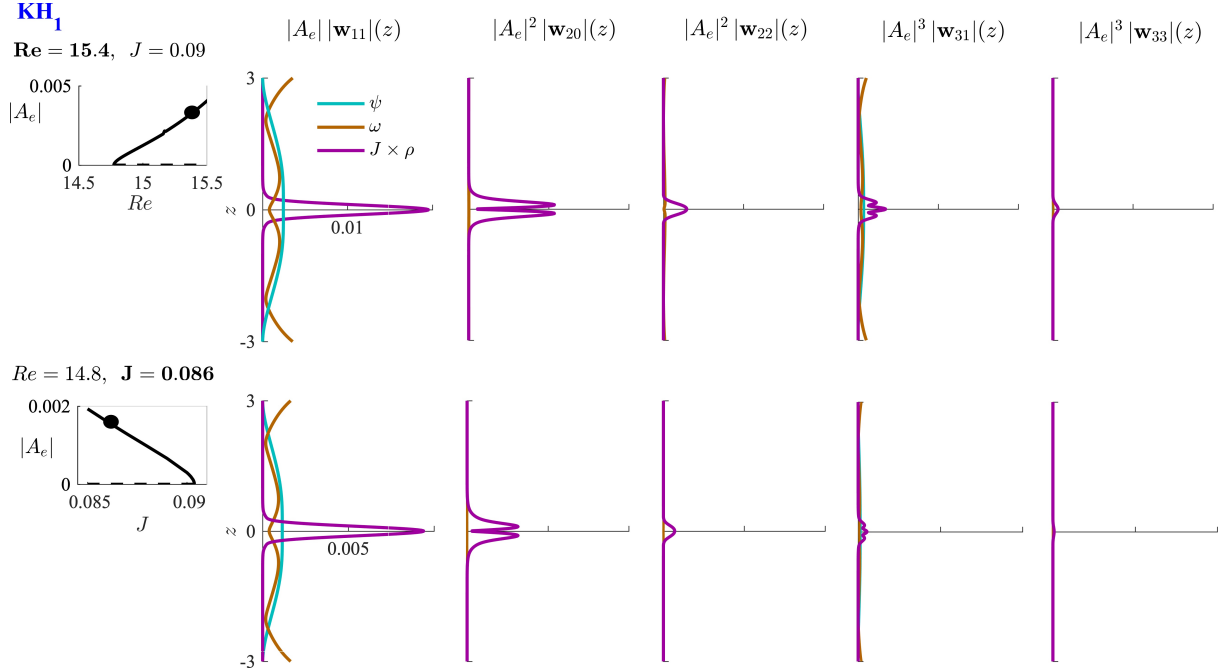 KH₁
|Aₑ| |w₁₁|(z)
|Aₑ|² |w₂₀|(z)
|Aₑ|² |w₂₂|(z)
|Aₑ|³ |w₃₁|(z)
|Aₑ|³ |w₃₃|(z)
Re = 15.4, J = 0.09
0.005
|Aₑ|
0
14.5 15 15.5
Re
3
ψ
ω
J × ρ
z 0
0.01
-3
Re = 14.8, J = 0.086
0.002
|Aₑ|
0
0.085 0.09
J
3
z 0
0.005
-3